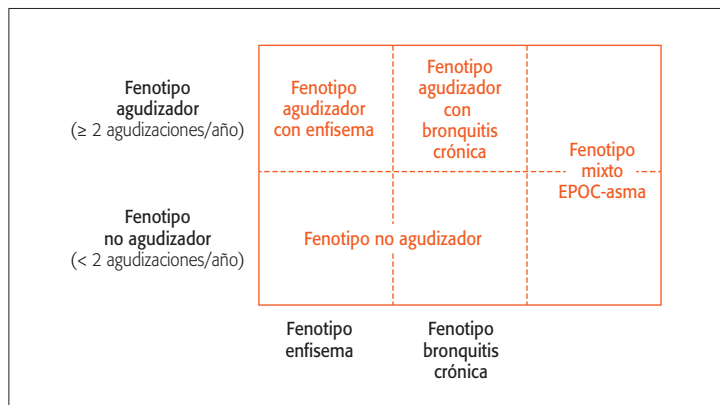 Fenotipo
agudizador
(≥ 2 agudizaciones/año)
Fenotipo
agudizador
con enfisema
Fenotipo
agudizador
con
bronquitis
crónica
Fenotipo
mixto
EPOC-asma
Fenotipo
no agudizador
(< 2 agudizaciones/año)
Fenotipo no agudizador
Fenotipo
enfisema
Fenotipo
bronquitis
crónica